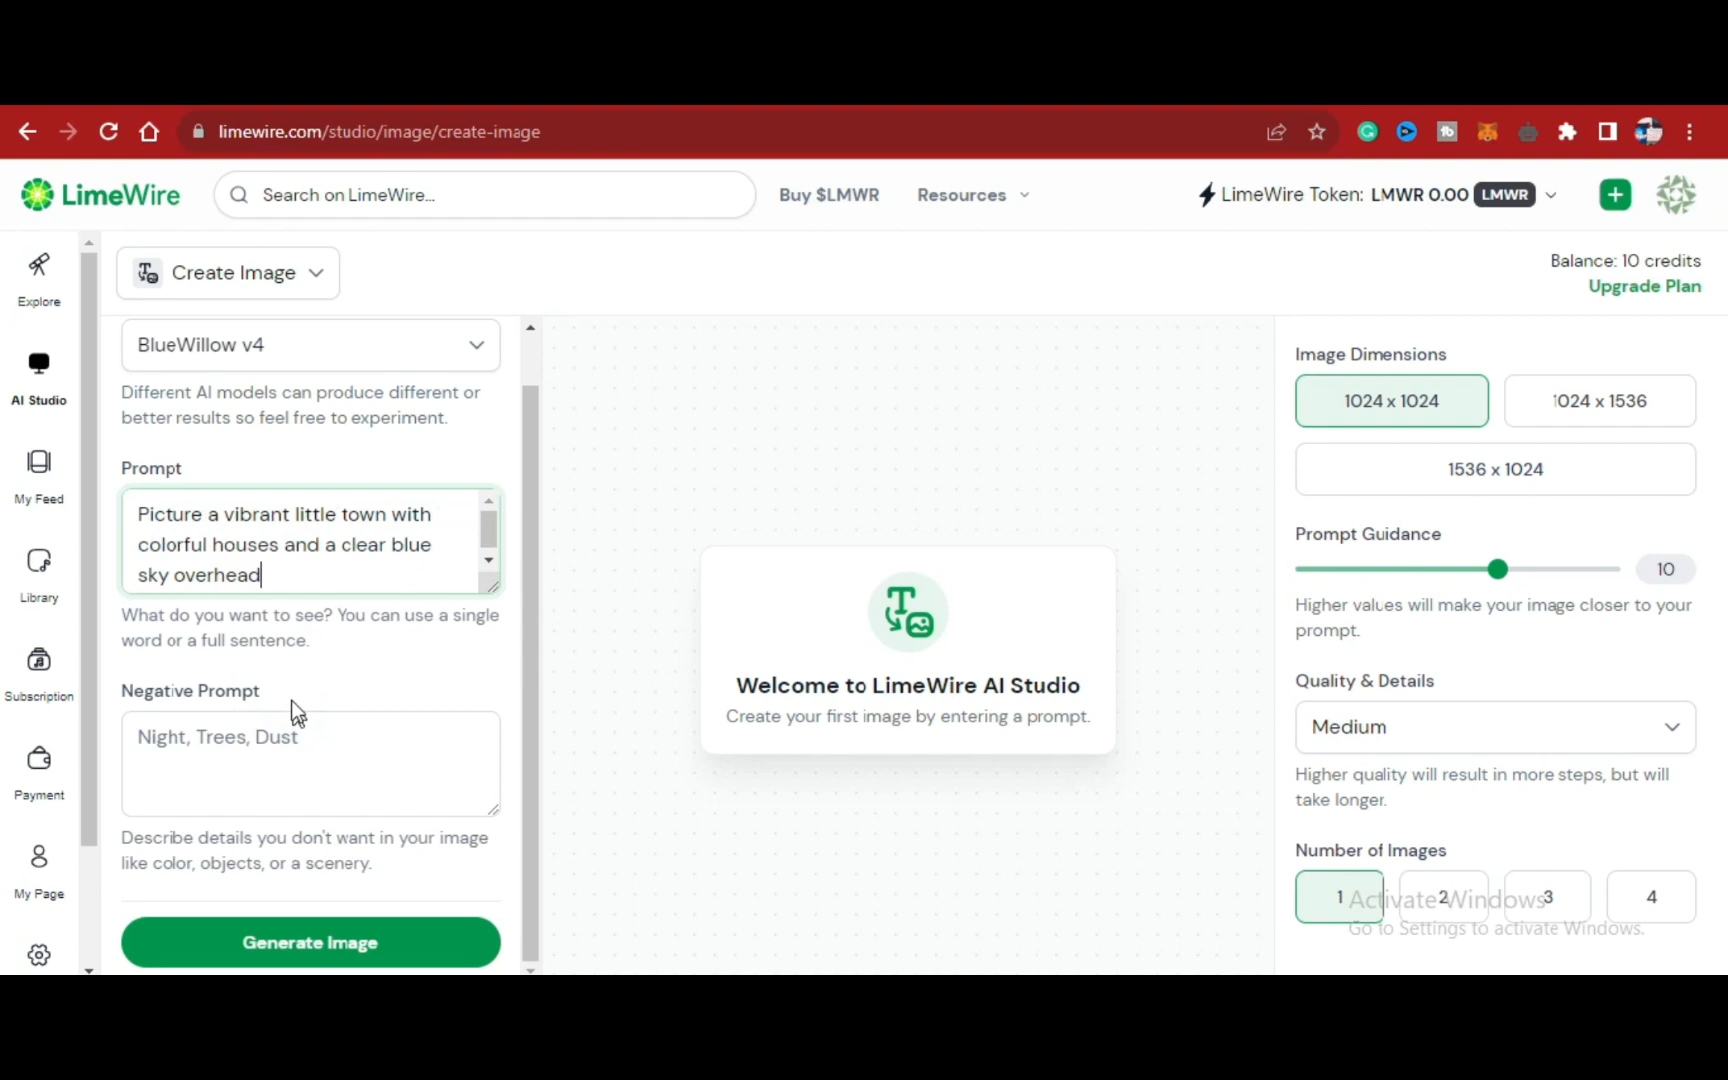 limewire.com/studio/image/create-image
LimeWire
Search on LimeWire...
Buy $LMWR
Resources
LimeWire Token: LMWR 0.00 LMWR
Explore
AI Studio
My Feed
Library
Subscription
Payment
My Page
Create Image
Balance: 10 credits
Upgrade Plan
BlueWillow v4
Different AI models can produce different or
better results so feel free to experiment.
Prompt
Picture a vibrant little town with
colorful houses and a clear blue
sky overhead
What do you want to see? You can use a single
word or a full sentence.
Negative Prompt
Night, Trees, Dust
Describe details you don't want in your image
like color, objects, or a scenery.
Generate Image
Welcome to LimeWire AI Studio
Create your first image by entering a prompt.
Image Dimensions
1024 x 1024
1024 x 1536
1536 x 1024
Prompt Guidance
10
Higher values will make your image closer to your
prompt.
Quality & Details
Medium
Higher quality will result in more steps, but will
take longer.
Number of Images
1
2
3
4
Activate Windows
Go to Settings to activate Windows.